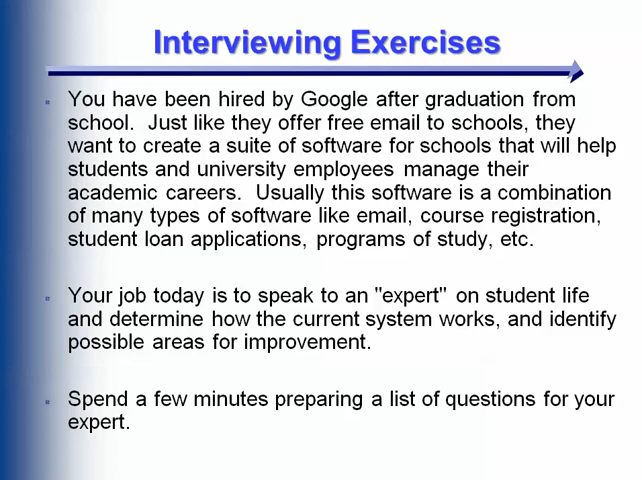 Interviewing Exercises
You have been hired by Google after graduation from
school.  Just like they offer free email to schools, they
want to create a suite of software for schools that will help
students and university employees manage their
academic careers.  Usually this software is a combination
of many types of software like email, course registration,
student loan applications, programs of study, etc.
Your job today is to speak to an "expert" on student life
and determine how the current system works, and identify
possible areas for improvement.
Spend a few minutes preparing a list of questions for your
expert.